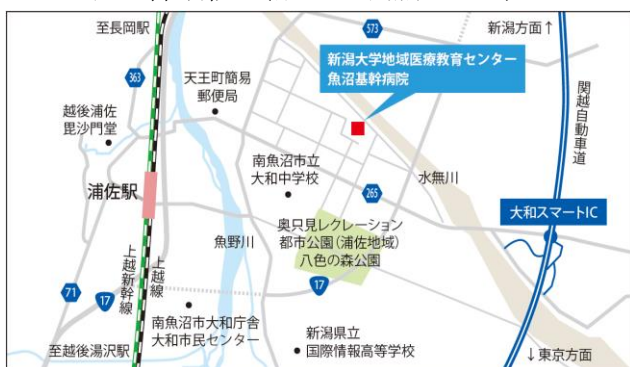 至長岡駅
573
新潟方面↑
363
天王町簡易
郵便局
新潟大学地域医療教育センター
魚沼基幹病院
越後浦佐
毘沙門堂
関越自動車道
南魚沼市立
大和中学校
265
水無川
浦佐駅
大和スマートIC
魚野川
奥只見レクレーション
都市公園(浦佐地域)
八色の森公園
上越新幹線
上越線
71
17
17
南魚沼市大和庁舎
大和市民センター
新潟県立
国際情報高等学校
至越後湯沢駅
↓東京方面